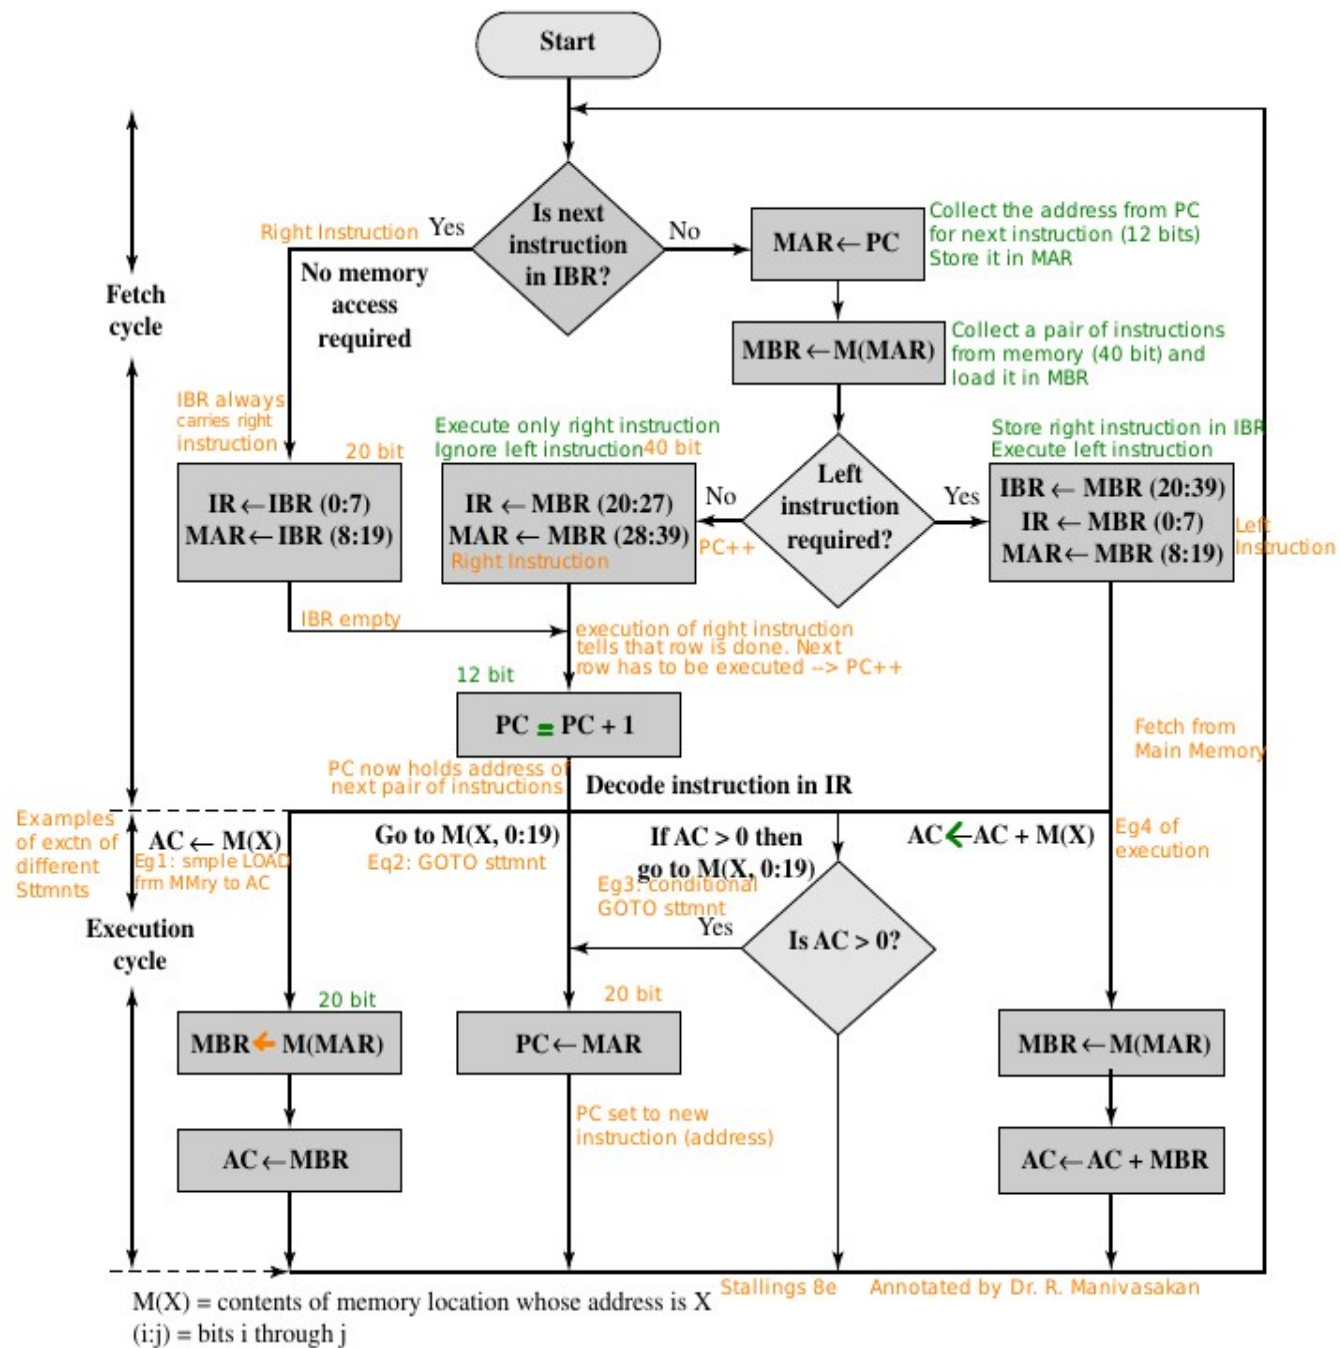 Start
Is next
instruction
in IBR?
Yes
Right Instruction
No memory
access
required
No
MAR ← PC
Collect the address from PC
for next instruction (12 bits)
Store it in MAR
Fetch
cycle
MBR ← M(MAR)
Collect a pair of instructions
from memory (40 bit) and
load it in MBR
IBR always
carries right
instruction
20 bit
IR ← IBR (0:7)
MAR ← IBR (8:19)
Execute only right instruction
Ignore left instruction
40 bit
IR ← MBR (20:27)
MAR ← MBR (28:39)
Right Instruction
No
PC++
Left
instruction
required?
Yes
Store right instruction in IBR
Execute left instruction
IBR ← MBR (20:39)
IR ← MBR (0:7)
MAR ← MBR (8:19)
Left
Instruction
IBR empty
execution of right instruction
tells that row is done. Next
row has to be executed --> PC++
12 bit
PC = PC + 1
PC now holds address of
next pair of instructions
Decode instruction in IR
Fetch from
Main Memory
Examples
of exctn of
different
Sttmnts
AC ← M(X)
Eg1: smple LOAD
frm MMry to AC
Go to M(X, 0:19)
Eq2: GOTO sttmnt
If AC > 0 then
go to M(X, 0:19)
Eg3: conditional
GOTO sttmnt
AC ← AC + M(X)
Eg4 of
execution
Execution
cycle
Yes
Is AC > 0?
20 bit
MBR ← M(MAR)
AC ← MBR
20 bit
PC ← MAR
PC set to new
instruction (address)
MBR ← M(MAR)
AC ← AC + MBR
Stallings 8e Annotated by Dr. R. Manivasakan
M(X) = contents of memory location whose address is X
(i:j) = bits i through j